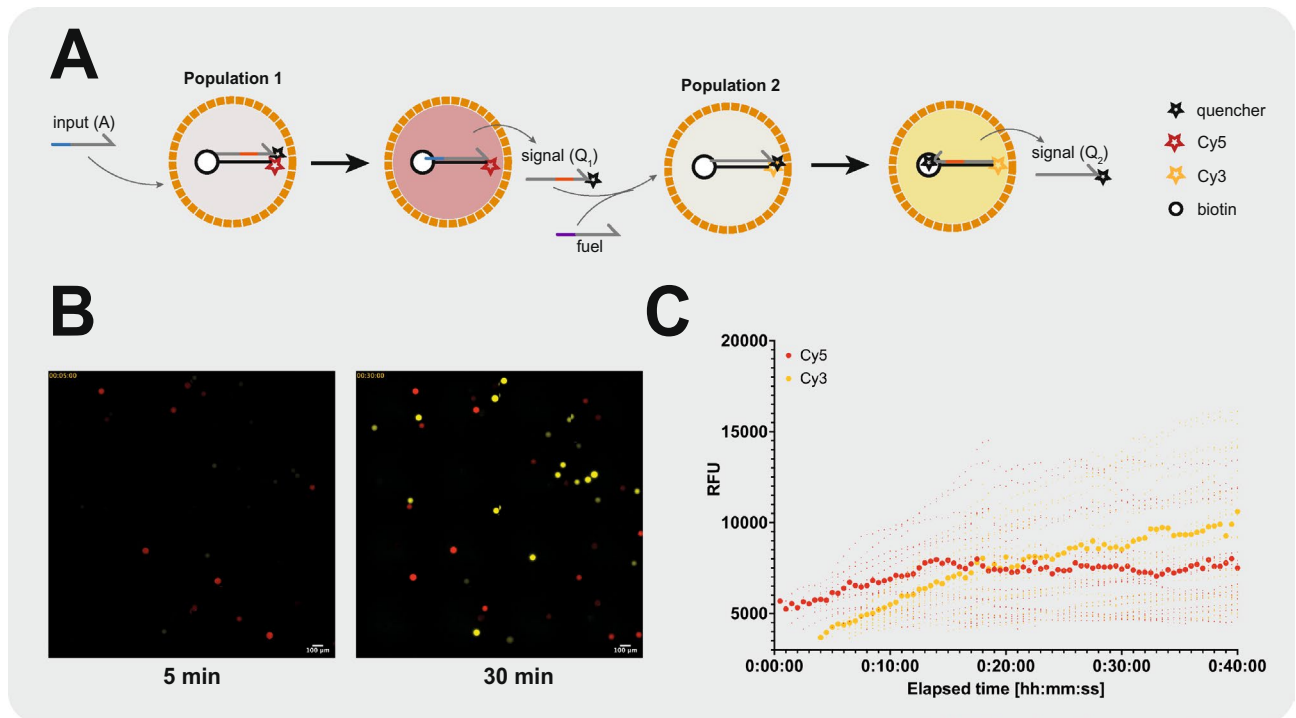 A
Population 1
input (A)
signal (Q1)
fuel
Population 2
signal (Q2)
quencher
Cy5
Cy3
biotin
B
00:05:00
100 µm
5 min
00:30:00
100 µm
30 min
C
20000
15000
10000
5000
RFU
Cy5
Cy3
0:00:00
0:10:00
0:20:00
0:30:00
0:40:00
Elapsed time [hh:mm:ss]